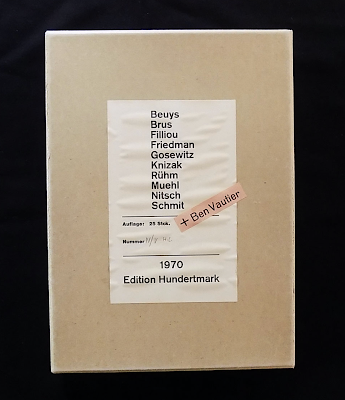 Beuys
Brus
Filliou
Friedman
Gosewitz
Knizak
Rühm
Muehl
Nitsch
Schmit
+ Ben Vautier
Auflage: 25 Stck.
Nummer
1970
Edition Hundertmark